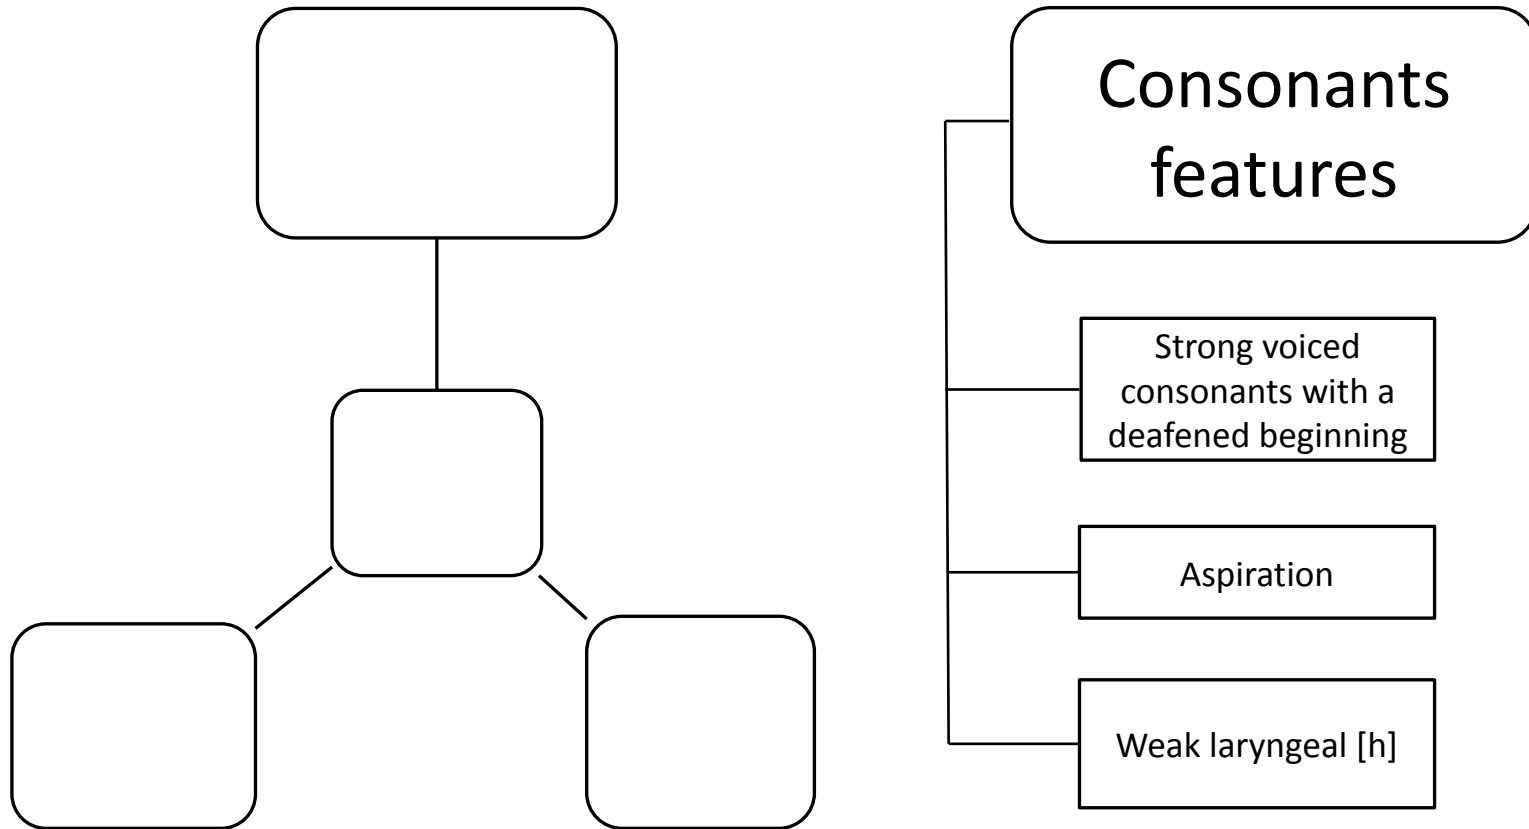 Consonants
features
Strong voiced
consonants with a
deafened beginning
Aspiration
Weak laryngeal [h]